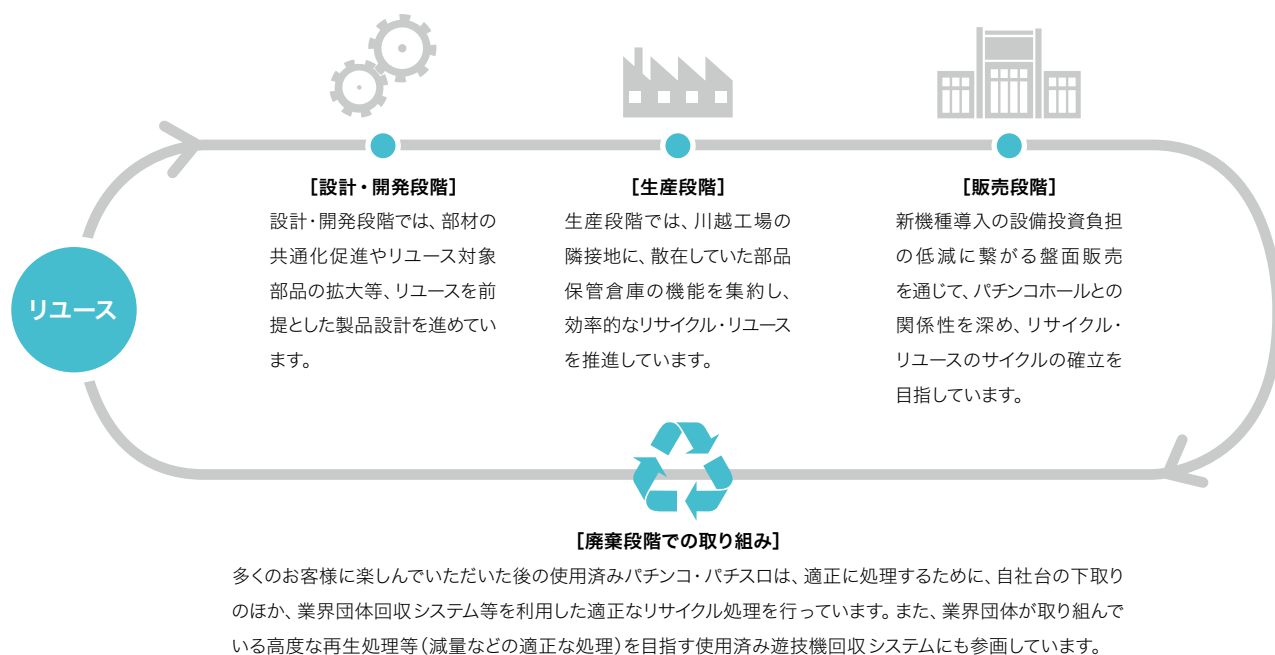 リユース
[設計・開発段階]
設計・開発段階では、部材の
共通化促進やリユース対象
部品の拡大等、リユースを前
提とした製品設計を進めてい
ます。
[生産段階]
生産段階では、川越工場の
隣接地に、散在していた部品
保管倉庫の機能を集約し、
効率的なリサイクル・リユース
を推進しています。
[販売段階]
新機種導入の設備投資負担
の低減に繋がる盤面販売
を通じて、パチンコホールとの
関係性を深め、リサイクル・
リユースのサイクルの確立を
目指しています。
[廃棄段階での取り組み]
多くのお客様に楽しんでいただいた後の使用済みパチンコ・パチスロは、適正に処理するために、自社台の下取り
のほか、業界団体回収システム等を利用した適正なリサイクル処理を行っています。また、業界団体が取り組んで
いる高度な再生処理等(減量などの適正な処理)を目指す使用済み遊技機回収システムにも参画しています。